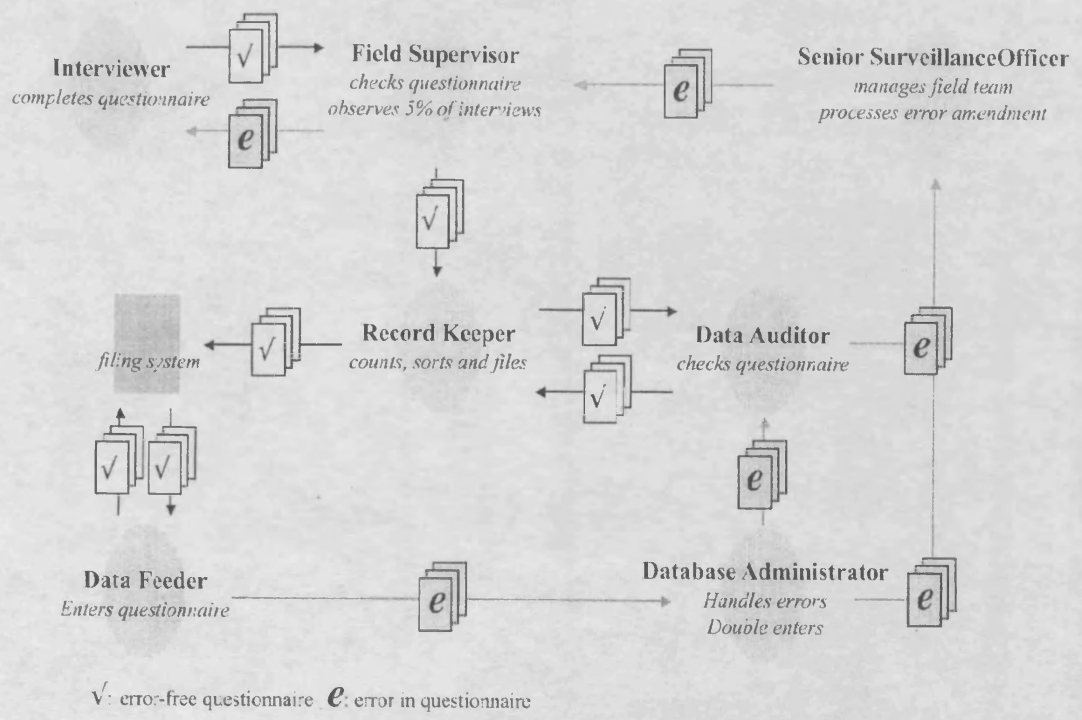 Interviewer
completes questionnaire
√
e
Field Supervisor
checks questionnaire
observes 5% of interviews
e
Senior SurveillanceOfficer
manages field team
processes error amendment
√
filing system
√
Record Keeper
counts, sorts and files
√
√
Data Auditor
checks questionnaire
e
√
√
e
Data Feeder
Enters questionnaire
e
Database Administrator
Handles errors
Double enters
e
√: error-free questionnaire e: error in questionnaire